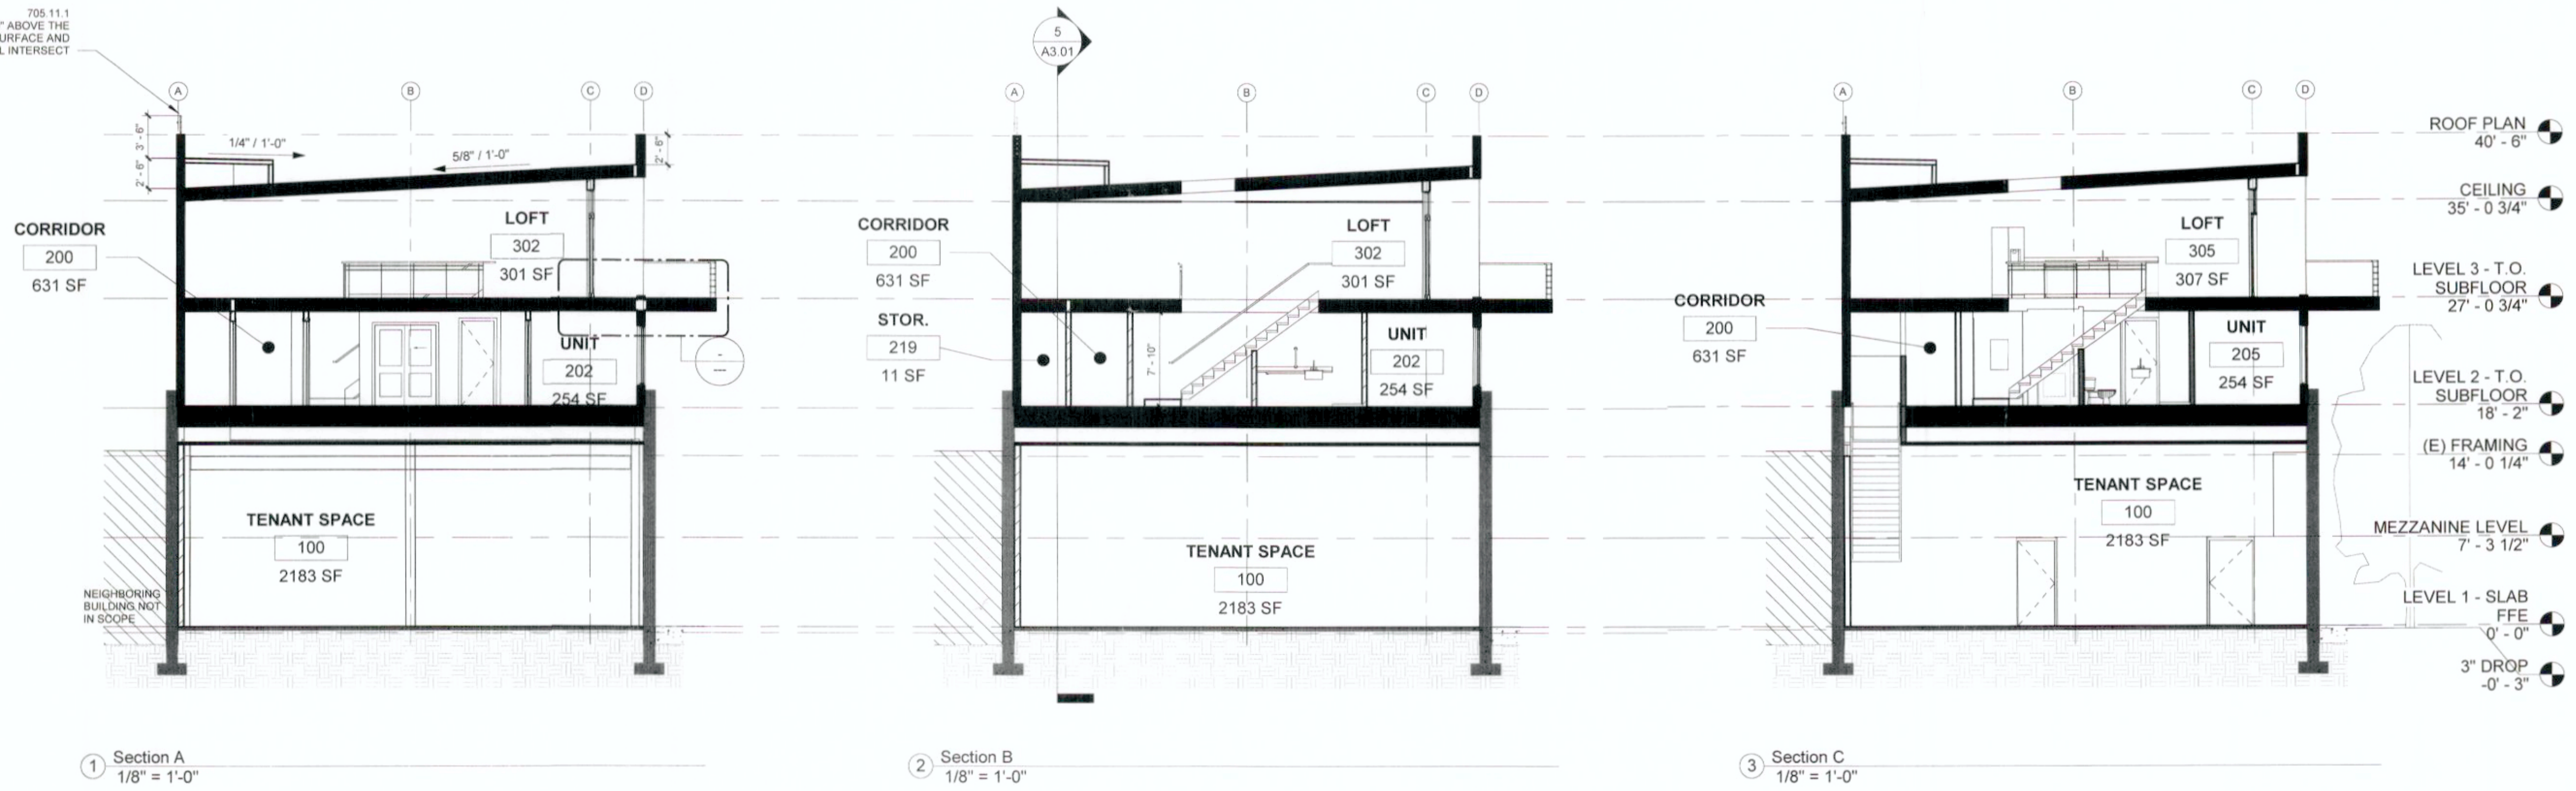 705.11.1
" ABOVE THE
URFACE AND
L INTERSECT
A
B
C
D
3' - 6"
2' - 6"
1/4" / 1'-0"
5/8" / 1'-0"
2' - 6"
CORRIDOR
200
631 SF
LOFT
302
301 SF
UNIT
202
254 SF
TENANT SPACE
100
2183 SF
NEIGHBORING
BUILDING NOT
IN SCOPE
1
Section A
1/8" = 1'-0"
5
A3.01
A
B
C
D
CORRIDOR
200
631 SF
STOR.
219
11 SF
LOFT
302
301 SF
7' - 10"
UNIT
202
254 SF
TENANT SPACE
100
2183 SF
2
Section B
1/8" = 1'-0"
A
B
C
D
CORRIDOR
200
631 SF
LOFT
305
307 SF
UNIT
205
254 SF
TENANT SPACE
100
2183 SF
3
Section C
1/8" = 1'-0"
ROOF PLAN
40' - 6"
CEILING
35' - 0 3/4"
LEVEL 3 - T.O.
SUBFLOOR
27' - 0 3/4"
LEVEL 2 - T.O.
SUBFLOOR
18' - 2"
(E) FRAMING
14' - 0 1/4"
MEZZANINE LEVEL
7' - 3 1/2"
LEVEL 1 - SLAB
FFE
0' - 0"
3" DROP
-0' - 3"